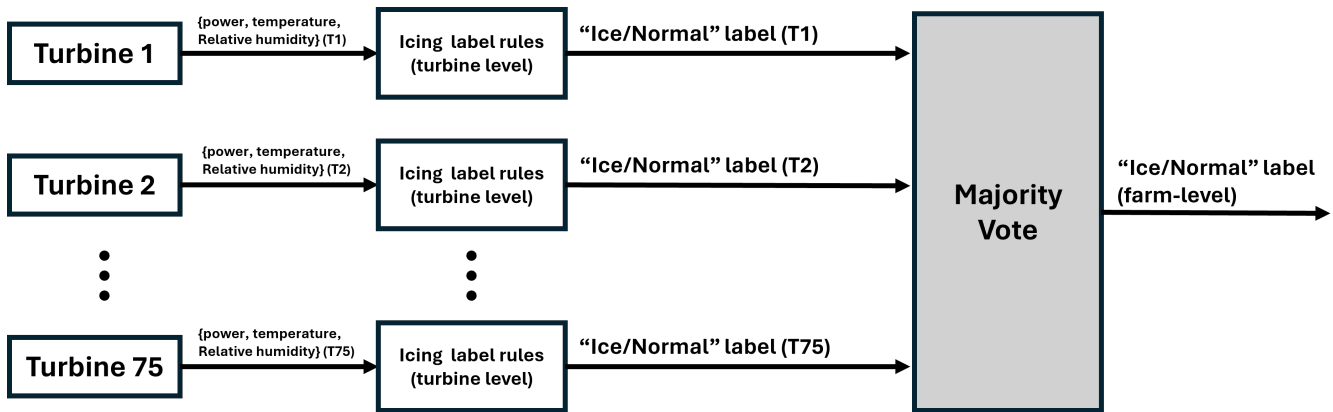 Turbine 1
{power, temperature,
Relative humidity} (T1)
Icing label rules
(turbine level)
“Ice/Normal” label (T1)
Turbine 2
{power, temperature,
Relative humidity} (T2)
Icing label rules
(turbine level)
“Ice/Normal” label (T2)
Majority
Vote
“Ice/Normal” label
(farm-level)
Turbine 75
{power, temperature,
Relative humidity} (T75)
Icing label rules
(turbine level)
“Ice/Normal” label (T75)